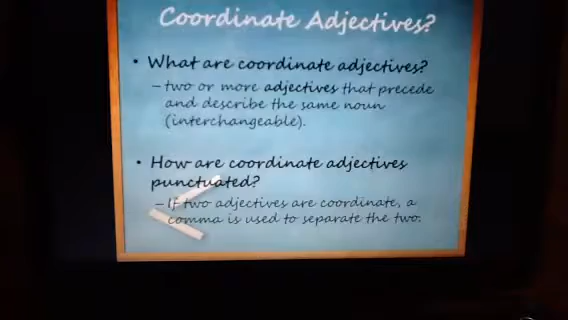 Coordinate Adjectives?
• What are coordinate adjectives?
– two or more adjectives that precede
and describe the same noun
(interchangeable).
• How are coordinate adjectives
punctuated?
– If two adjectives are coordinate, a
comma is used to separate the two.